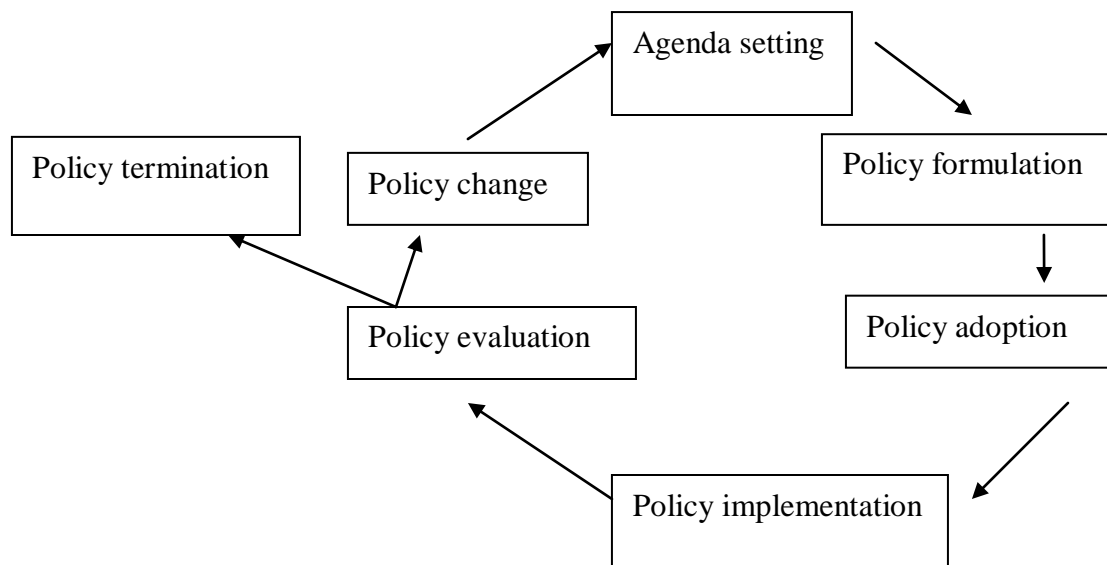 Agenda setting
Policy termination
Policy change
Policy formulation
Policy evaluation
Policy adoption
Policy implementation